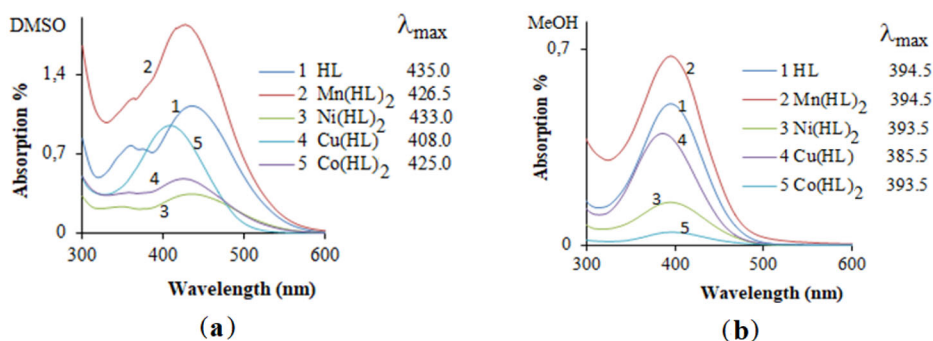 DMSO
λmax
1,4
0,7
0
Absorption %
2
1
5
4
3
1 HL 435.0
2 Mn(HL)2 426.5
3 Ni(HL)2 433.0
4 Cu(HL) 408.0
5 Co(HL)2 425.0
300 400 500 600
Wavelength (nm)
(a)
MeOH
λmax
0,7
0
Absorption %
2
1
4
3
5
1 HL 394.5
2 Mn(HL)2 394.5
3 Ni(HL)2 393.5
4 Cu(HL) 385.5
5 Co(HL)2 393.5
300 400 500 600
Wavelength (nm)
(b)